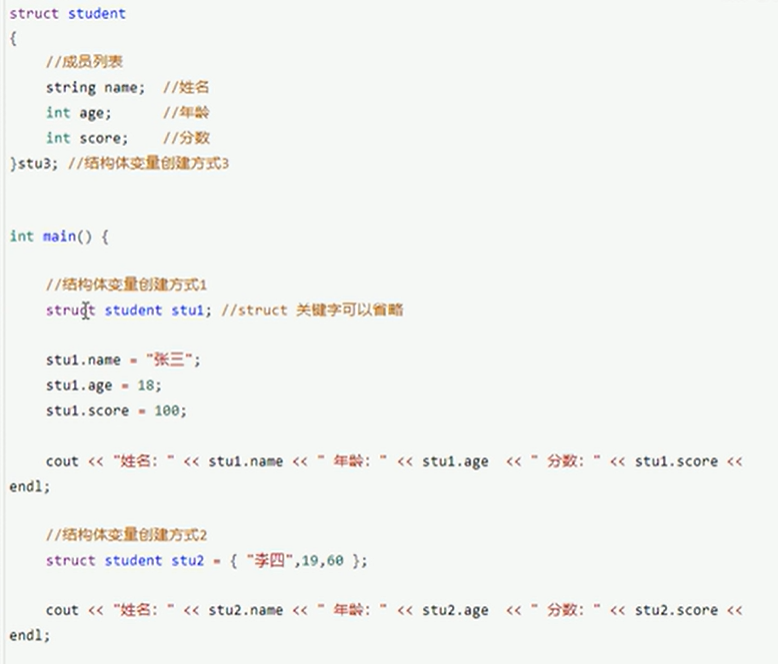 struct student
{
//成员列表
string name; //姓名
int age; //年龄
int score; //分数
}stu3; //结构体变量创建方式3
int main() {
//结构体变量创建方式1
struct student stu1; //struct 关键字可以省略
stu1.name = "张三";
stu1.age = 18;
stu1.score = 100;
cout << "姓名：" << stu1.name << " 年龄：" << stu1.age << " 分数：" << stu1.score <<
endl;
//结构体变量创建方式2
struct student stu2 = { "李四",19,60 };
cout << "姓名：" << stu2.name << " 年龄：" << stu2.age << " 分数：" << stu2.score <<
endl;